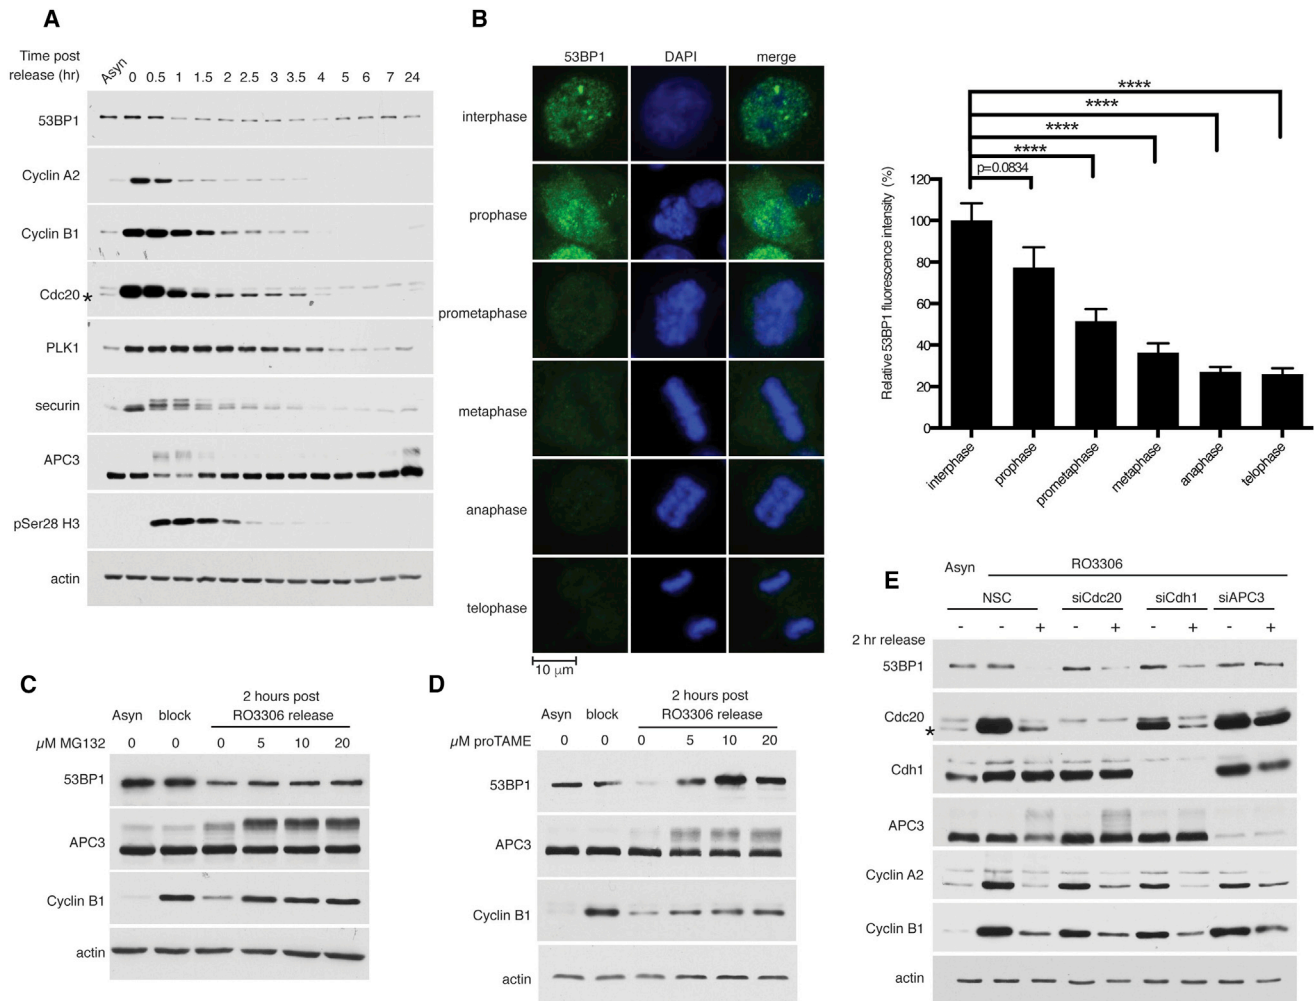 A
Time post
release (hr)
Asyn 0 0.5 1 1.5 2 2.5 3 3.5 4 5 6 7 24
53BP1
Cyclin A2
Cyclin B1
Cdc20
*
PLK1
securin
APC3
pSer28 H3
actin
B
53BP1 DAPI merge
interphase
prophase
prometaphase
metaphase
anaphase
telophase
10 µm
****
****
****
****
p=0.0834
Relative 53BP1 fluorescence intensity (%)
120
100
80
60
40
20
0
interphase prophase prometaphase metaphase anaphase telophase
C
2 hours post
Asyn block RO3306 release
µM MG132 0 0 0 5 10 20
53BP1
APC3
Cyclin B1
actin
D
2 hours post
Asyn block RO3306 release
µM proTAME 0 0 0 5 10 20
53BP1
APC3
Cyclin B1
actin
E
Asyn RO3306
NSC siCdc20 siCdh1 siAPC3
2 hr release - - + - + - + - +
53BP1
Cdc20
*
Cdh1
APC3
Cyclin A2
Cyclin B1
actin